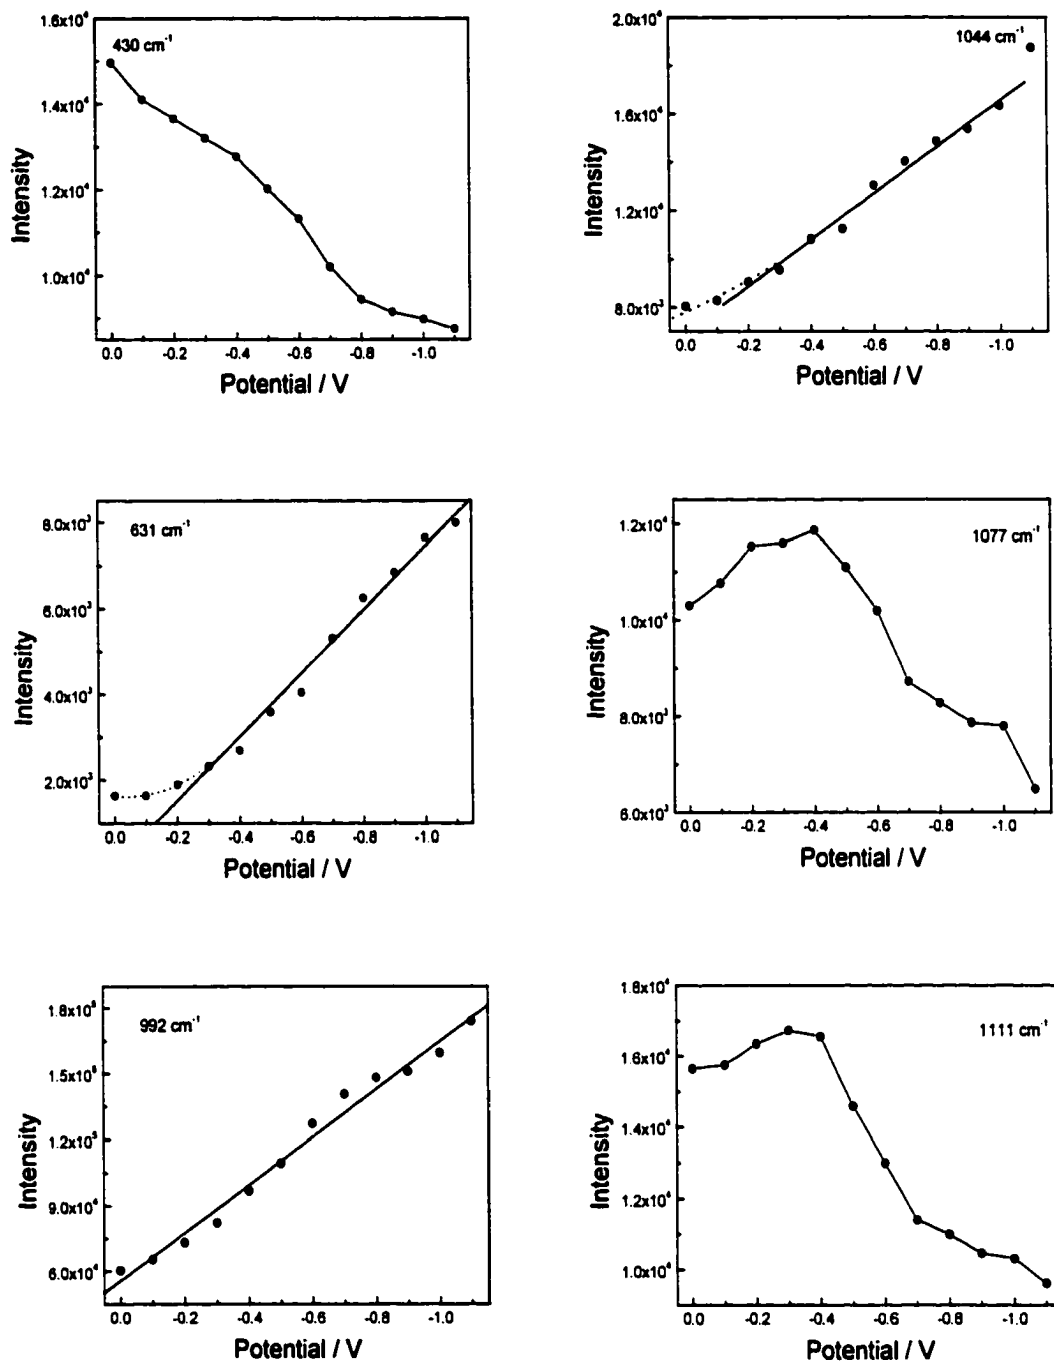 430 cm⁻¹
1.6x10⁴
1.4x10⁴
1.2x10⁴
1.0x10⁴
Intensity
0.0 -0.2 -0.4 -0.6 -0.8 -1.0
Potential / V
1044 cm⁻¹
2.0x10⁴
1.6x10⁴
1.2x10⁴
8.0x10³
Intensity
0.0 -0.2 -0.4 -0.6 -0.8 -1.0
Potential / V
631 cm⁻¹
8.0x10³
6.0x10³
4.0x10³
2.0x10³
Intensity
0.0 -0.2 -0.4 -0.6 -0.8 -1.0
Potential / V
1077 cm⁻¹
1.2x10⁴
1.0x10⁴
8.0x10³
6.0x10³
Intensity
0.0 -0.2 -0.4 -0.6 -0.8 -1.0
Potential / V
992 cm⁻¹
1.8x10⁵
1.5x10⁵
1.2x10⁵
9.0x10⁴
6.0x10⁴
Intensity
0.0 -0.2 -0.4 -0.6 -0.8 -1.0
Potential / V
1111 cm⁻¹
1.8x10⁴
1.6x10⁴
1.4x10⁴
1.2x10⁴
1.0x10⁴
Intensity
0.0 -0.2 -0.4 -0.6 -0.8 -1.0
Potential / V